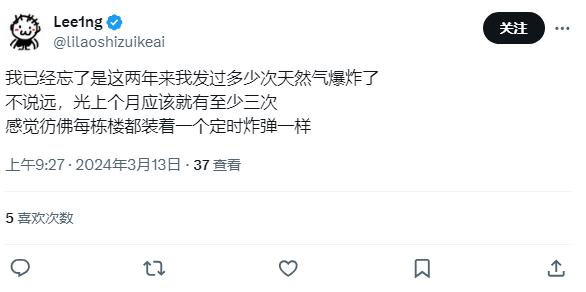 Lee1ng
@lilaoshizuikeai
关注
我已经忘了是这两年来我发过多少次天然气爆炸了
不说远，光上个月应该就有至少三次
感觉彷佛每栋楼都装着一个定时炸弹一样
上午9:27 · 2024年3月13日 · 37 查看
5 喜欢次数